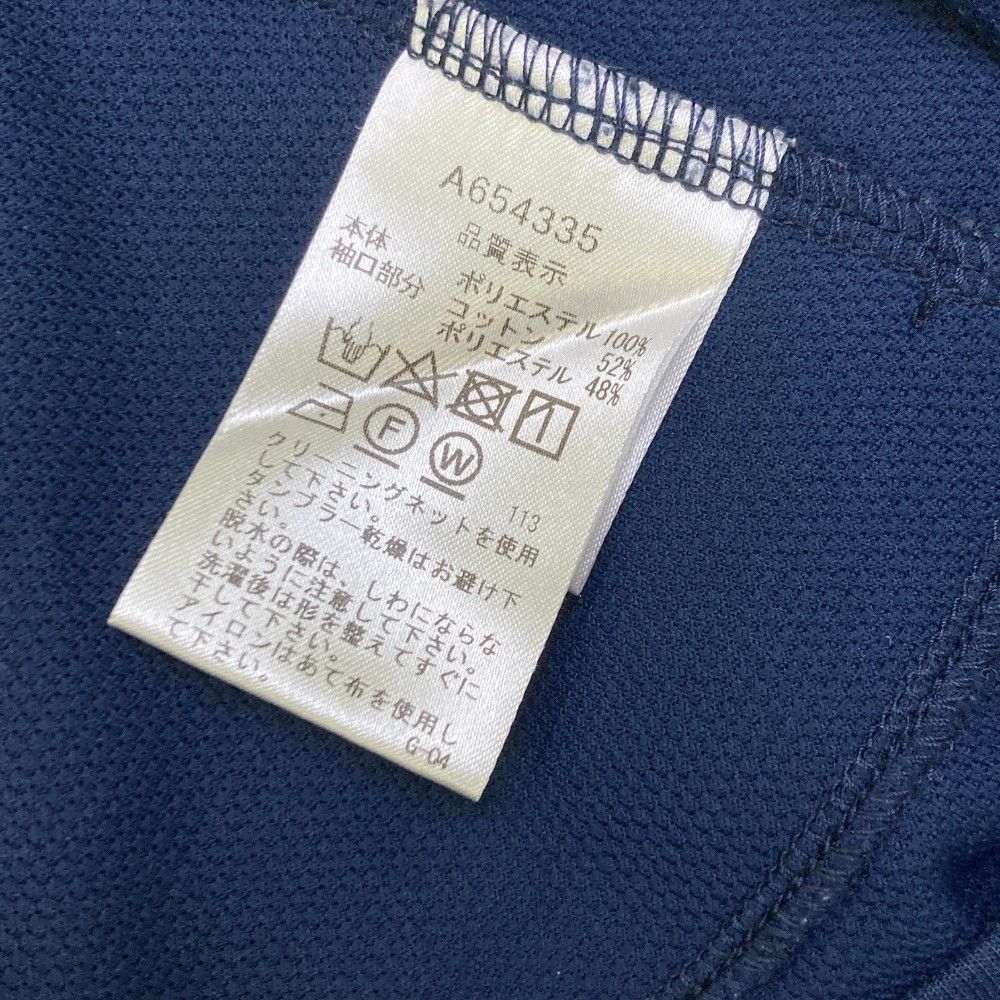 A654335
品質表示
本体 ポリエステル 100%
袖口部分 コットン 52%
ポリエステル 48%
F W
113
クリーニングネットを使用
して下さい。
タンブラー乾燥はお避け下
さい。
脱水の際は、しわにならな
いように注意して下さい。
洗濯後は形を整えてすぐに
干して下さい。
アイロンはあて布を使用し
て下さい。
G-04